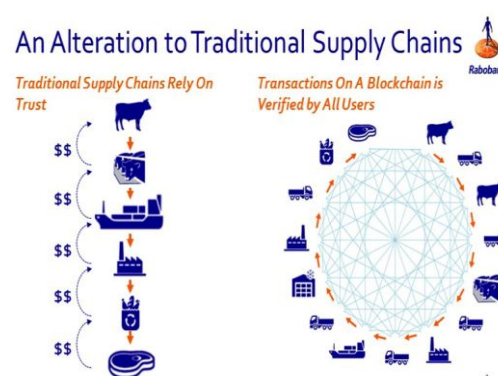 An Alteration to Traditional Supply Chains
Rabobank
Traditional Supply Chains Rely On
Trust
Transactions On A Blockchain is
Verified by All Users
$$
$$
$$
$$
$$